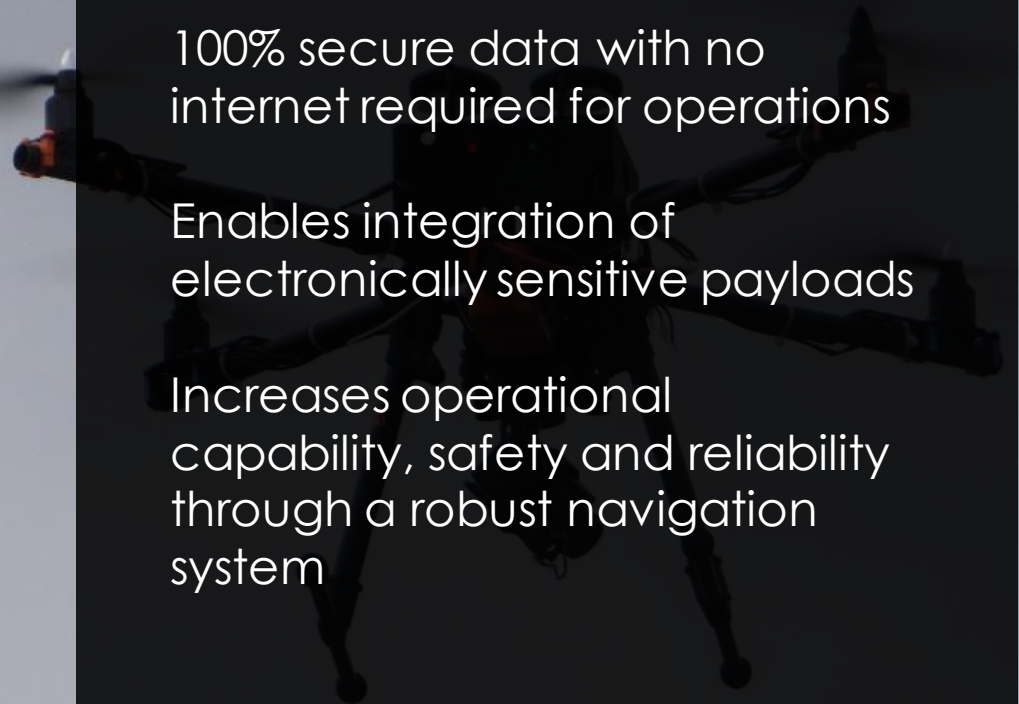 100% secure data with no
internet required for operations
Enables integration of
electronically sensitive payloads
Increases operational
capability, safety and reliability
through a robust navigation
system